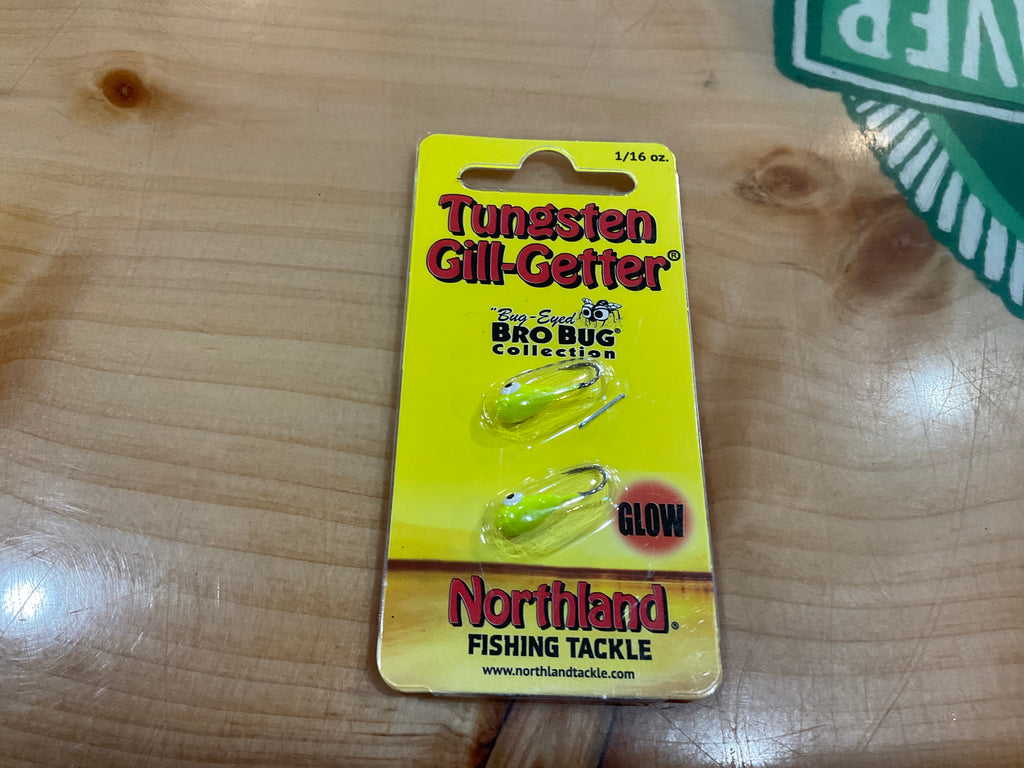 1/16 oz.
Tungsten
Gill-Getter®
"Bug-Eyed"
BRO BUG®
Collection
GLOW
Northland®
FISHING TACKLE
www.northlandtackle.com